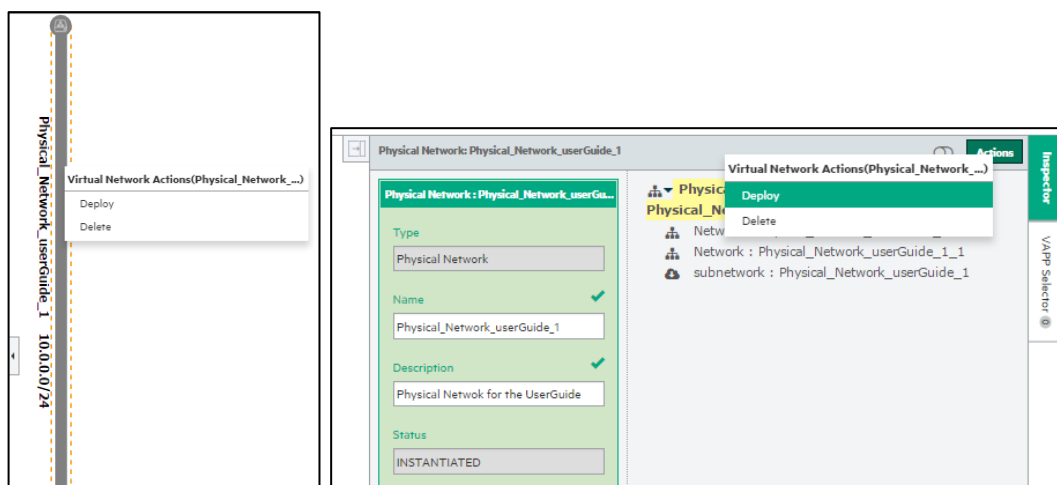 Physical_Network_userGuide_1 10.0.0.0/24
Virtual Network Actions(Physical_Network_...)
Deploy
Delete
Physical Network: Physical_Network_userGuide_1
Actions
Physical Network : Physical_Network_userGu...
Type
Physical Network
Name
Physical_Network_userGuide_1
Description
Physical Netwok for the UserGuide
Status
INSTANTIATED
Virtual Network Actions(Physical_Network_...)
Deploy
Delete
Network : Physical_Network_userGuide_1_1
subnetwork : Physical_Network_userGuide_1
Inspector
VAPP Selector 0